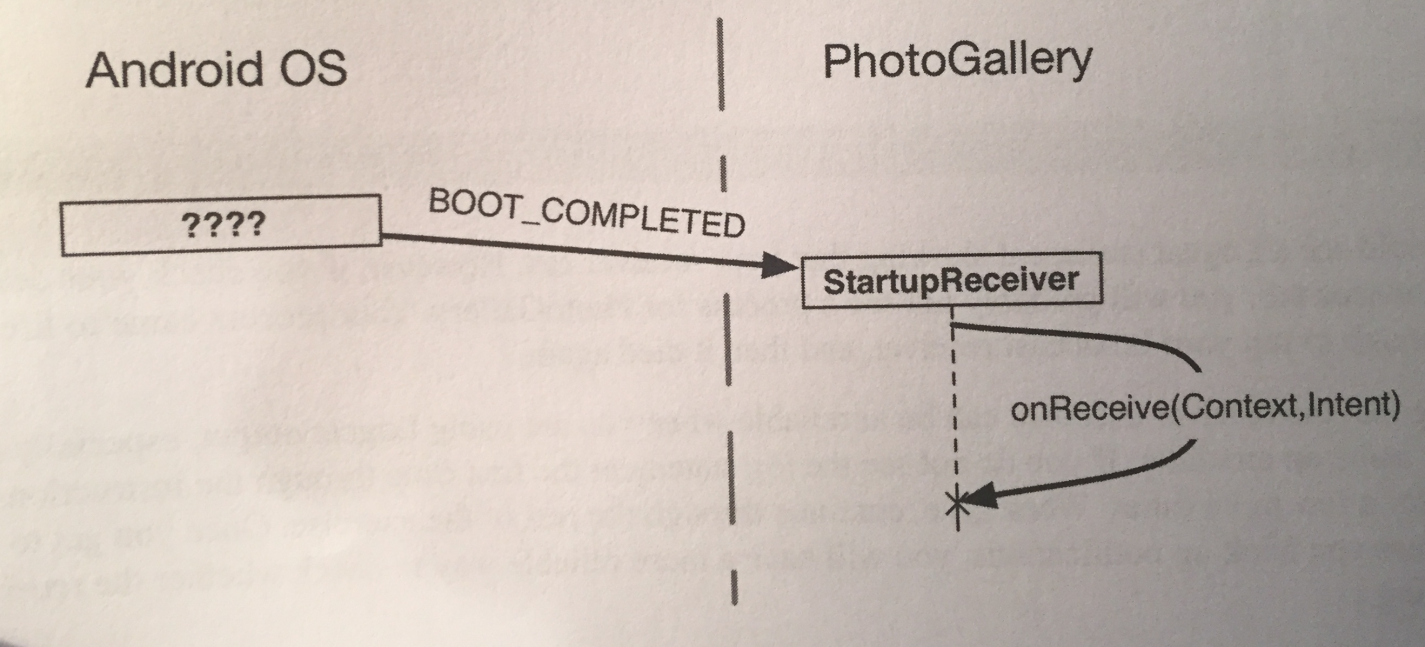 Android OS
PhotoGallery
????
BOOT_COMPLETED
StartupReceiver
onReceive(Context,Intent)